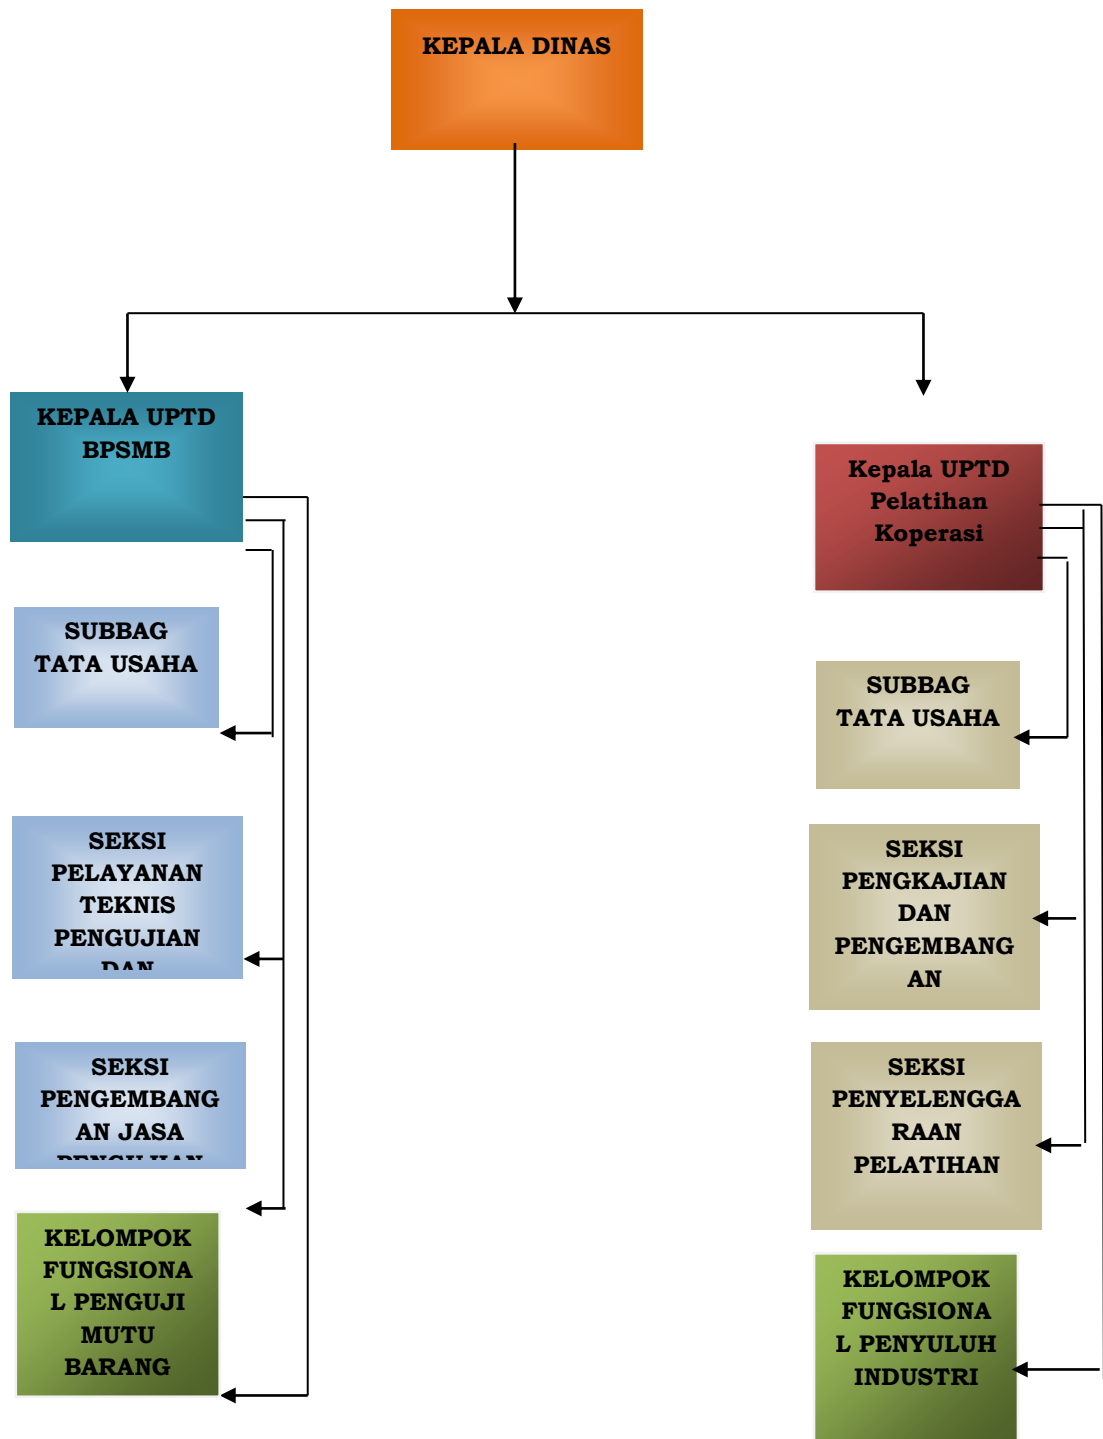 KEPALA DINAS
KEPALA UPTD
BPSMB
SUBBAG
TATA USAHA
SEKSI
PELAYANAN
TEKNIS
PENGUJIAN
DAN
SEKSI
PENGEMBANG
AN JASA
PENGUJIAN
KELOMPOK
FUNGSIONA
L PENGUJI
MUTU
BARANG
Kepala UPTD
Pelatihan
Koperasi
SUBBAG
TATA USAHA
SEKSI
PENGKAJIAN
DAN
PENGEMBANG
AN
SEKSI
PENYELENGGA
RAAN
PELATIHAN
KELOMPOK
FUNGSIONA
L PENYULUH
INDUSTRI